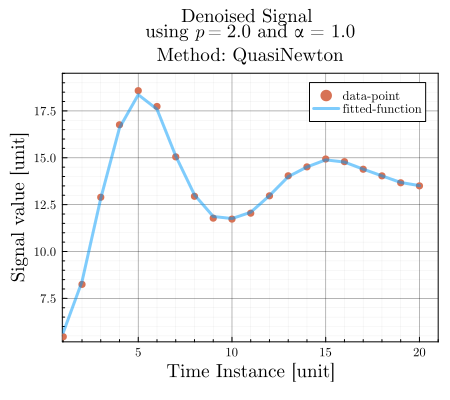 Denoised Signal
using p = 2.0 and α = 1.0
Method: QuasiNewton
data-point
fitted-function
17.5
15.0
12.5
10.0
7.5
Signal value [unit]
5
10
15
20
Time Instance [unit]